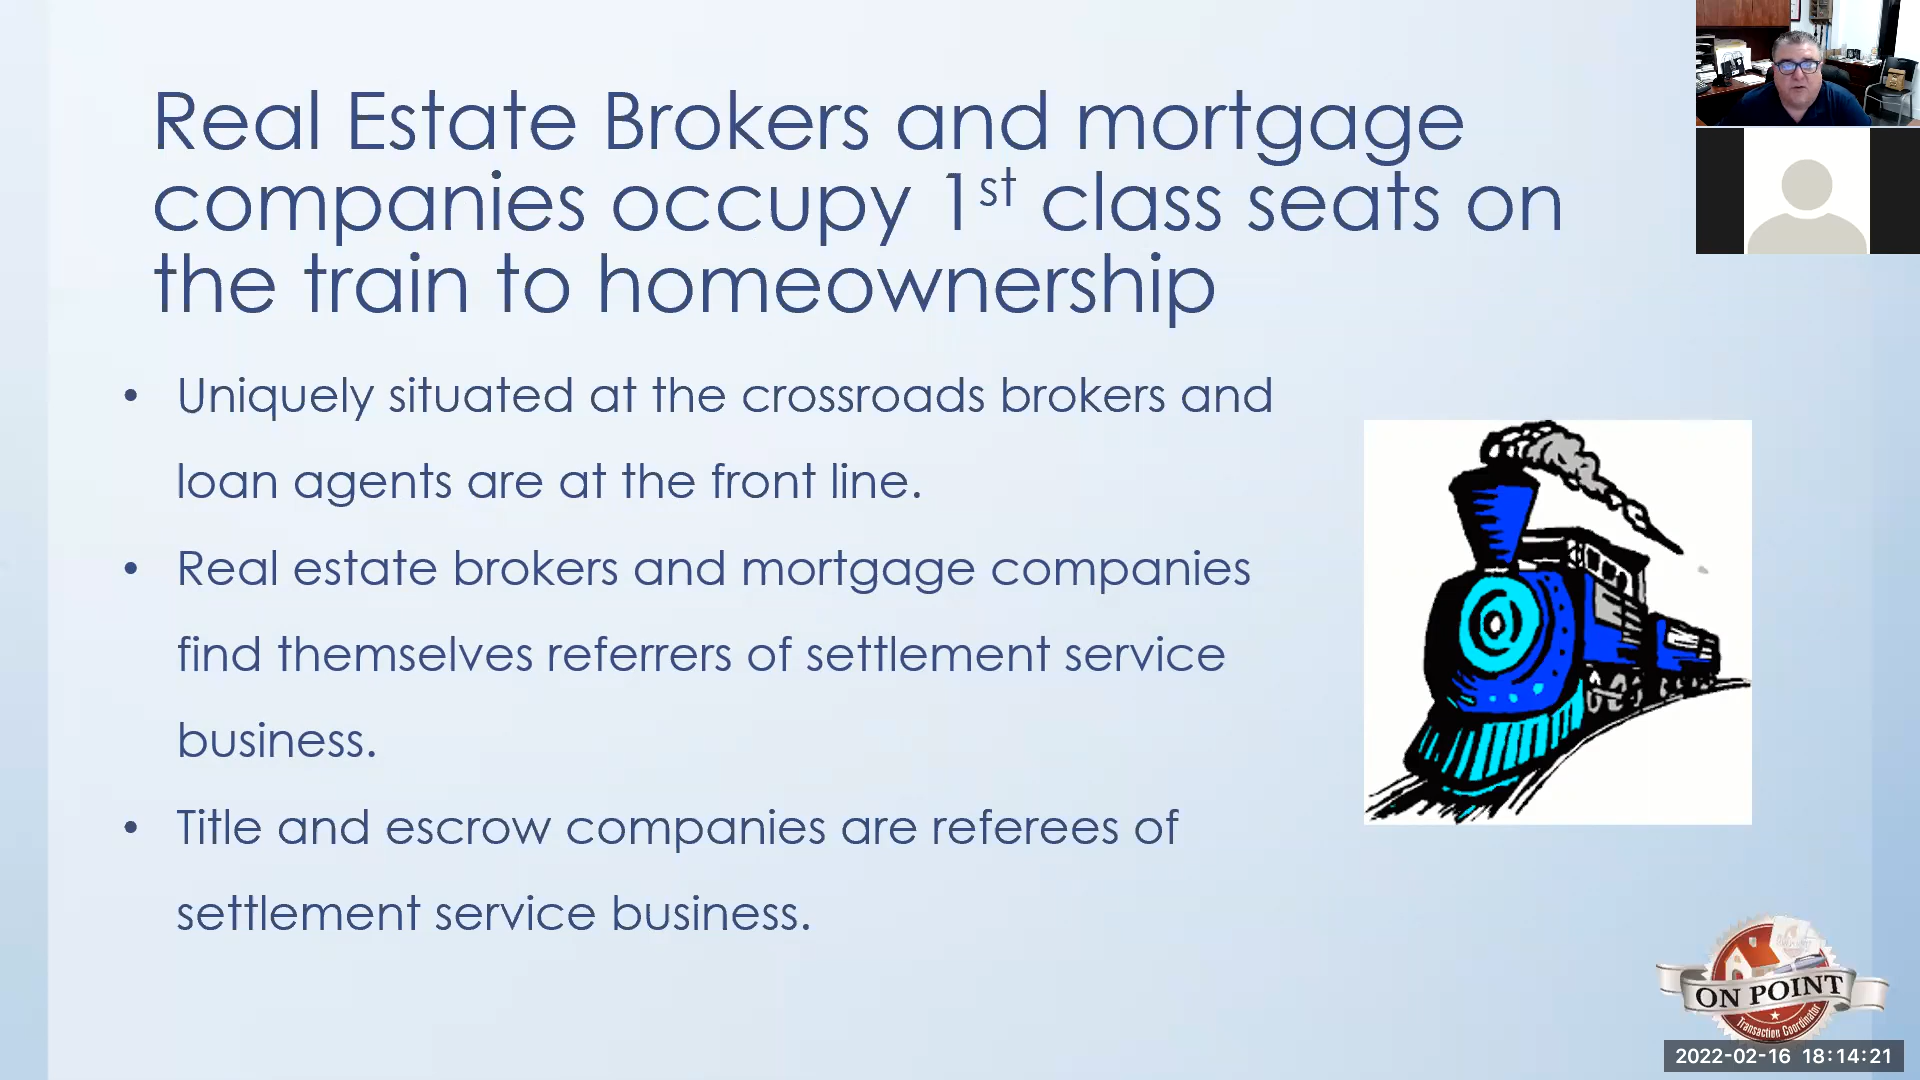 Real Estate Brokers and mortgage
companies occupy 1st class seats on
the train to homeownership
• Uniquely situated at the crossroads brokers and
loan agents are at the front line.
• Real estate brokers and mortgage companies
find themselves referrers of settlement service
business.
• Title and escrow companies are referees of
settlement service business.
ON POINT
Transaction Coordinator
2022-02-16 18:14:21